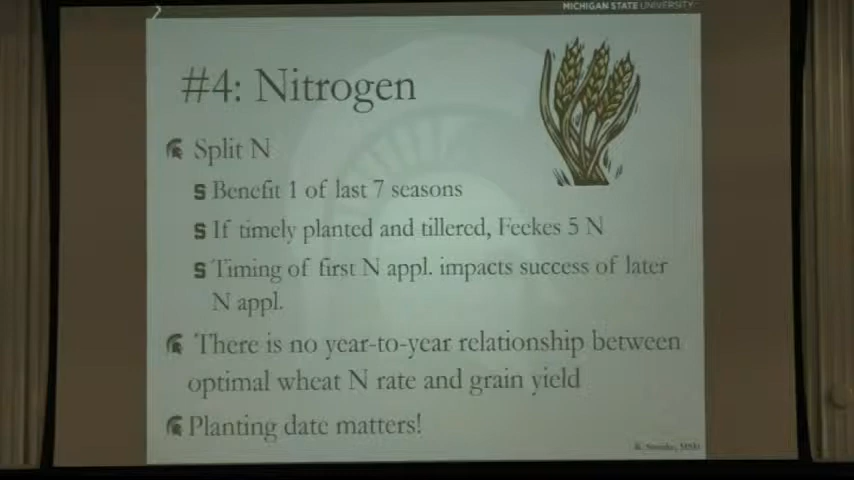 MICHIGAN STATE UNIVERSITY
#4: Nitrogen
Split N
S Benefit 1 of last 7 seasons
S If timely planted and tillered, Feekes 5 N
S Timing of first N appl. impacts success of later
N appl.
There is no year-to-year relationship between
optimal wheat N rate and grain yield
Planting date matters!
MSU